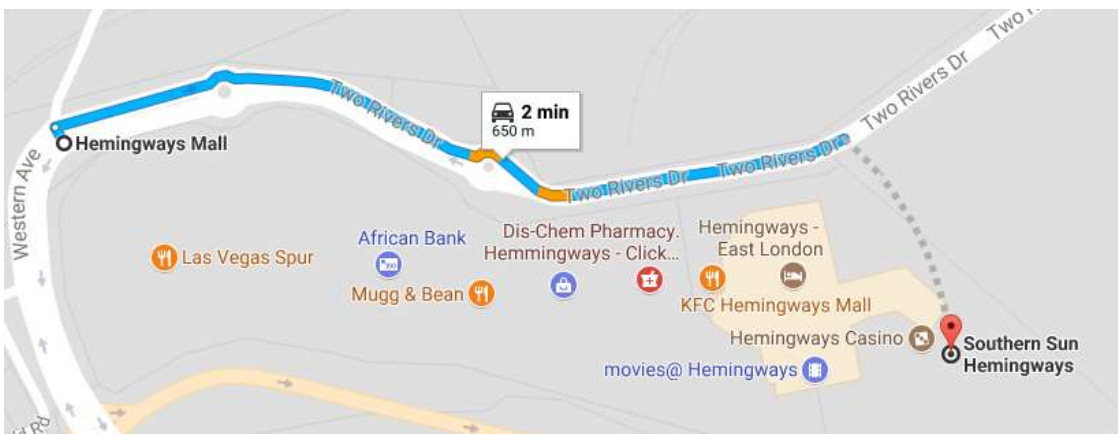 Two Rivers Dr
Two R
Two Rivers Dr
Two Rivers Dr
2 min
650 m
Hemingways Mall
Western Ave
Two Rivers Dr
Two Rivers Dr
Las Vegas Spur
African Bank
Mugg & Bean
Dis-Chem Pharmacy.
Hemmingways - Click...
Hemingways -
East London
KFC Hemingways Mall
Hemingways Casino
Southern Sun
Hemingways
movies@ Hemingways
Rd